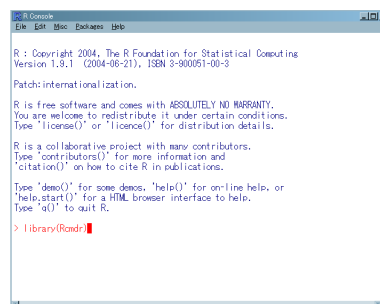 R Console
File Edit Misc Packages Help
R : Copyright 2004, The R Foundation for Statistical Computing
Version 1.9.1 (2004-06-21), ISBN 3-900051-00-3
Patch:internationalization.
R is free software and comes with ABSOLUTELY NO WARRANTY.
You are welcome to redistribute it under certain conditions.
Type 'license()' or 'licence()' for distribution details.
R is a collaborative project with many contributors.
Type 'contributors()' for more information and
'citation()' on how to cite R in publications.
Type 'demo()' for some demos, 'help()' for on-line help, or
'help.start()' for a HTML browser interface to help.
Type 'q()' to quit R.
> library(Rcmdr)